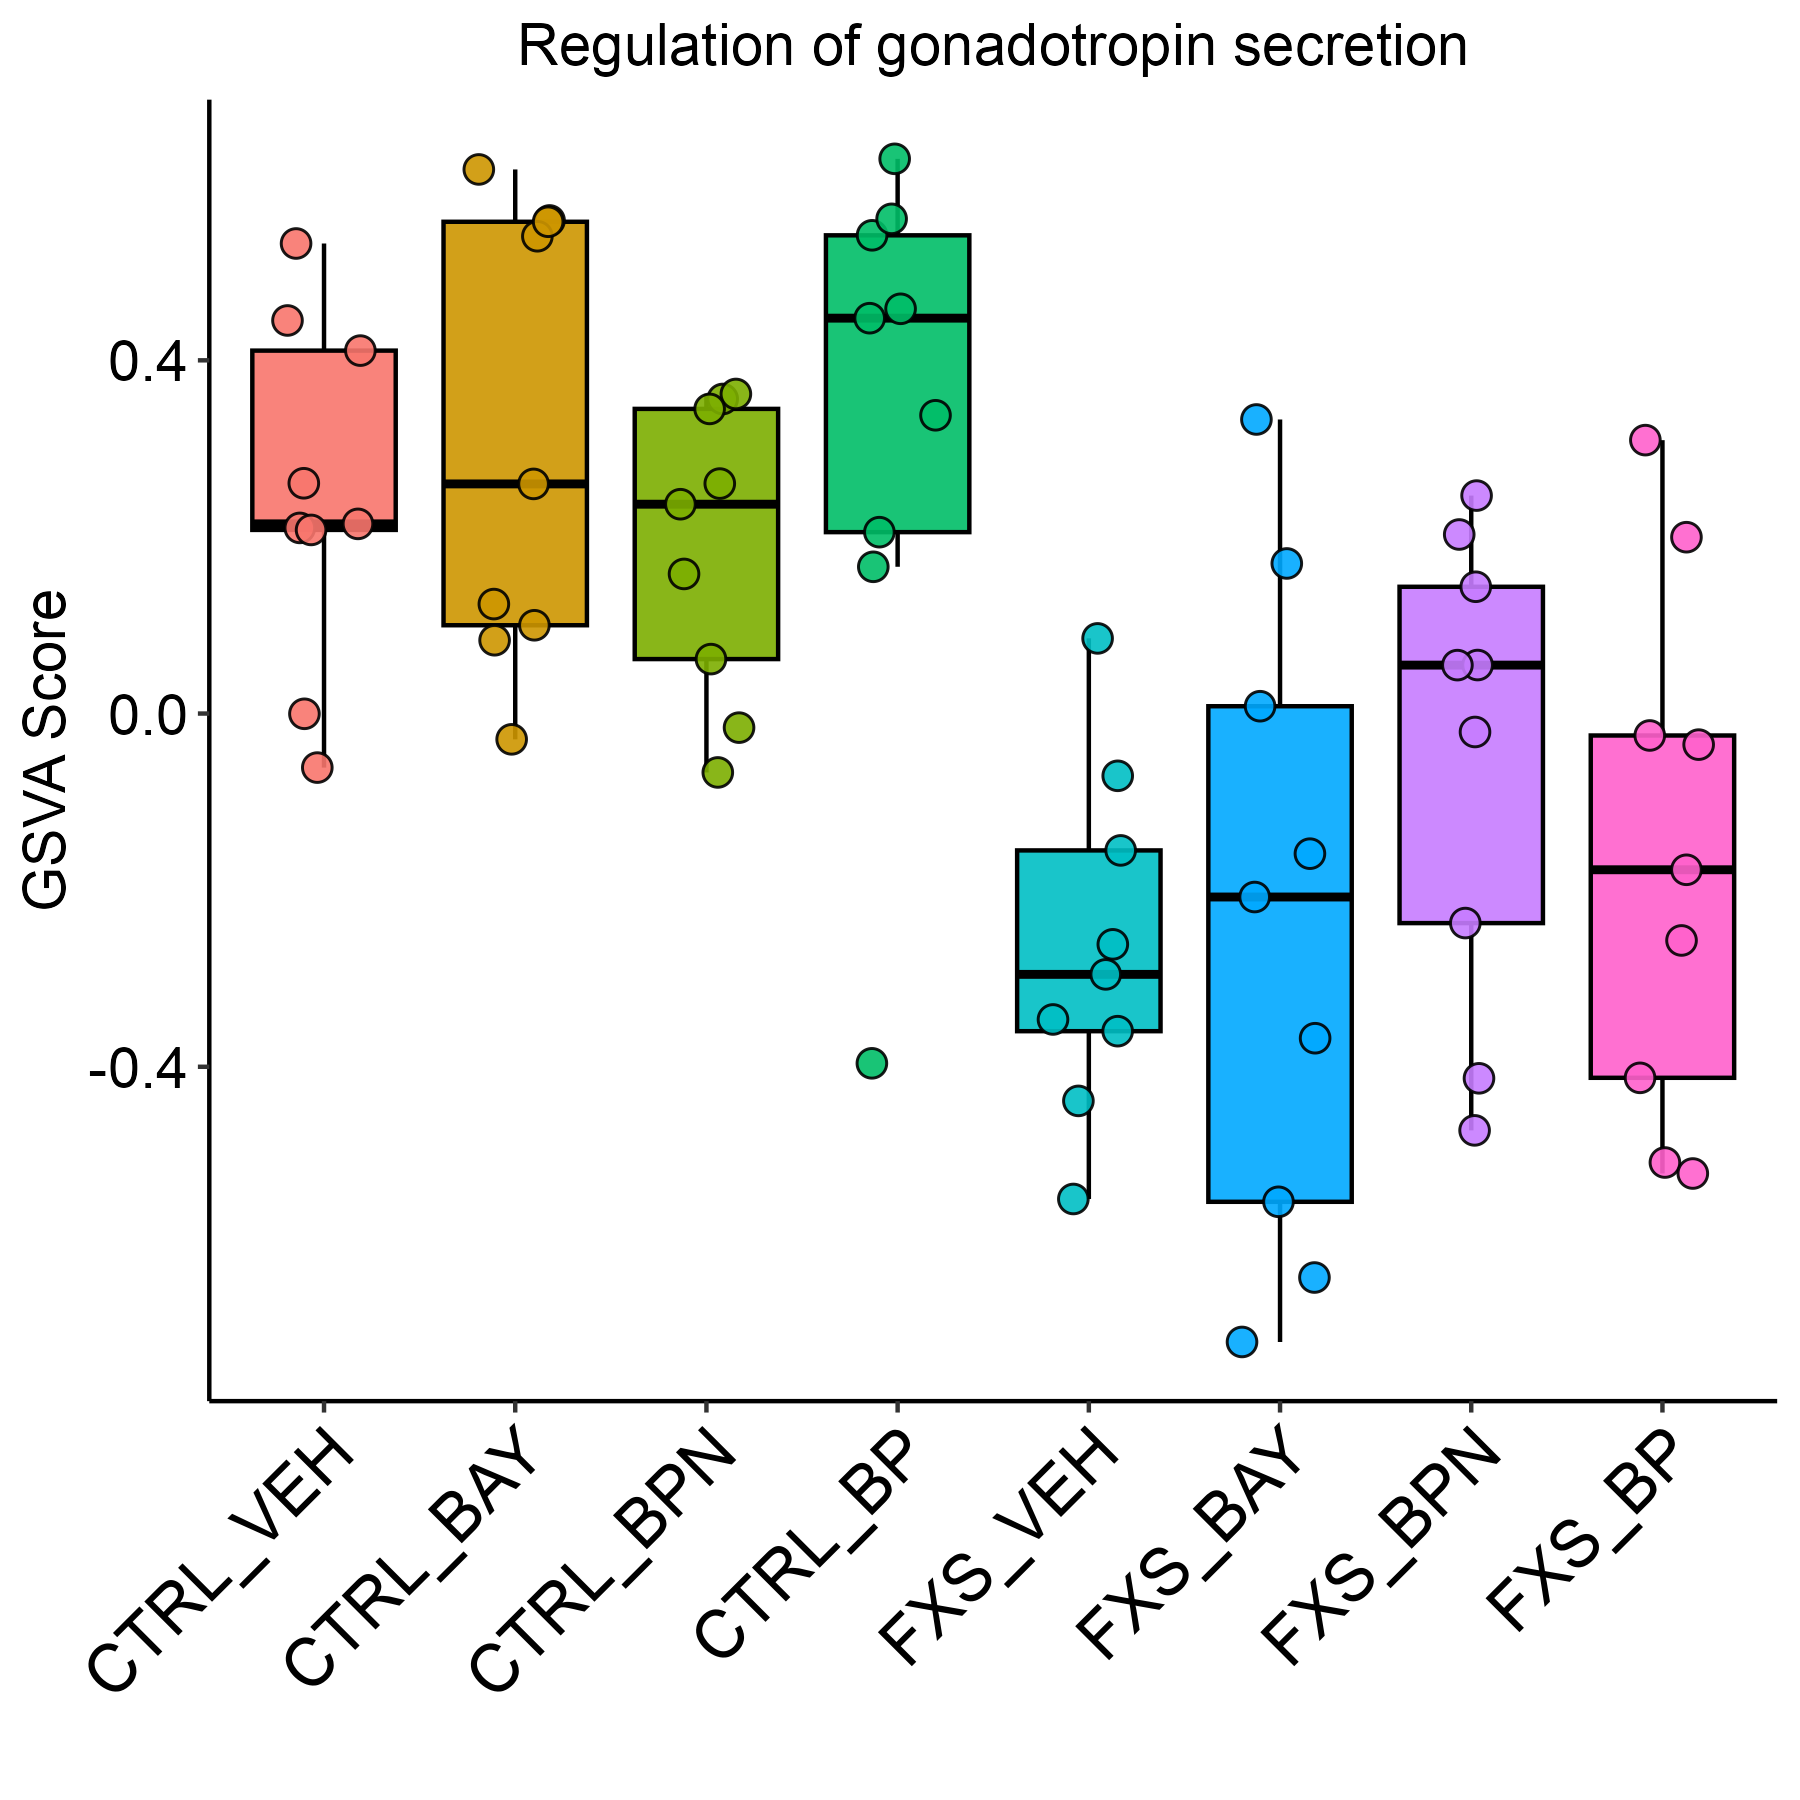 Regulation of gonadotropin secretion
GSVA Score
0.4
0.0
-0.4
CTRL_VEH
CTRL_BAY
CTRL_BPN
CTRL_BP
FXS_VEH
FXS_BAY
FXS_BPN
FXS_BP